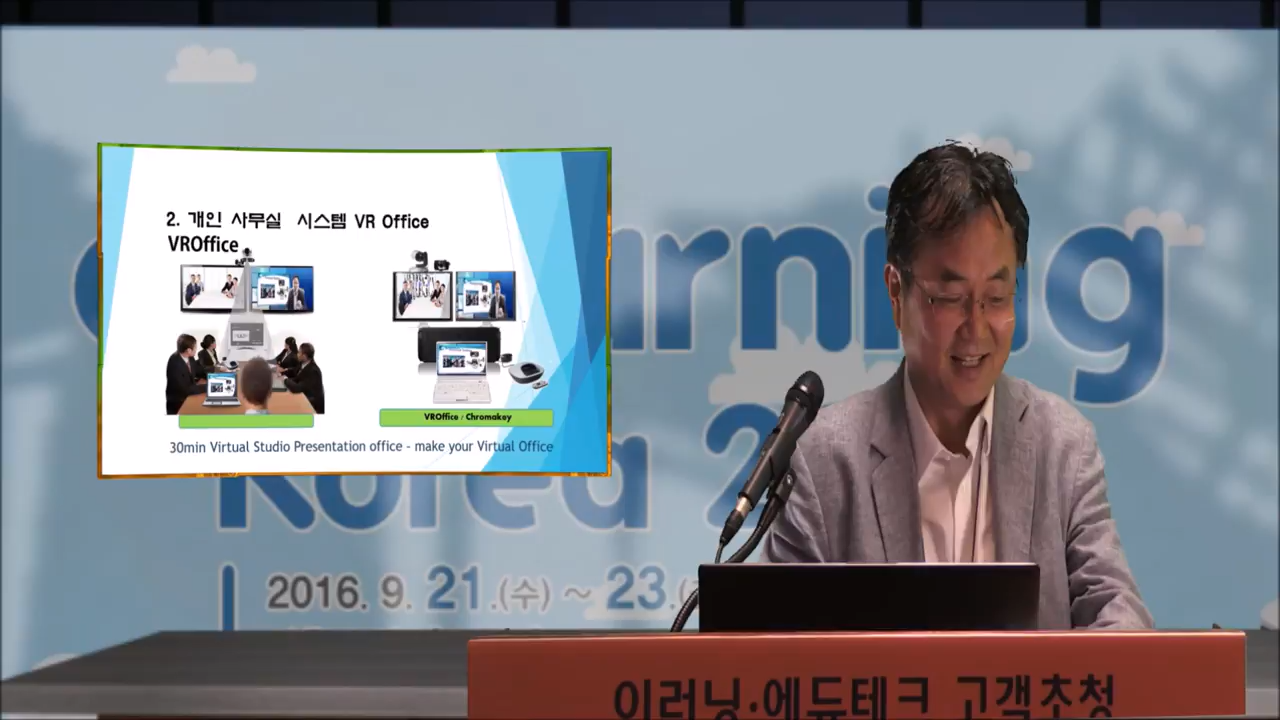 2. 개인 사무실 시스템 VR Office
VROffice
VROffice / Chromakey
30min Virtual Studio Presentation office - make your Virtual Office
rning
Korea 2
2016. 9. 21.(수) ~ 23.(
이러닝·에듀테크 고객초청